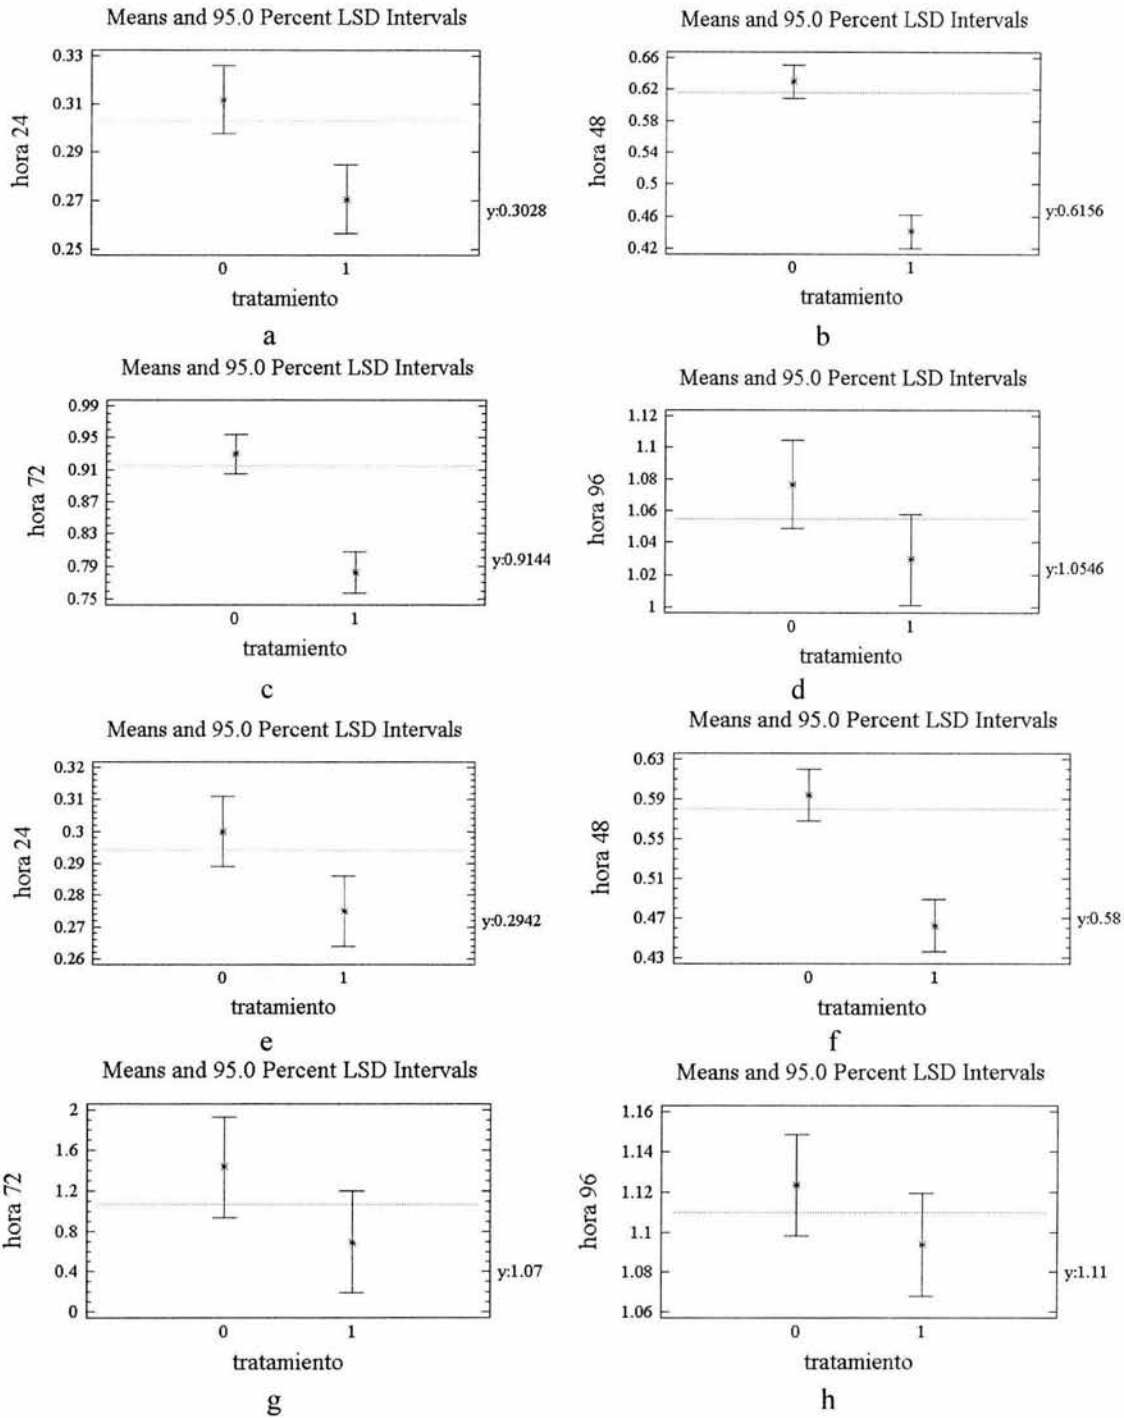 Means and 95.0 Percent LSD Intervals
hora 24
0.33
0.31
0.29
0.27
0.25
0 1
tratamiento
y:0.3028
a
Means and 95.0 Percent LSD Intervals
hora 48
0.66
0.62
0.58
0.54
0.5
0.46
0.42
0 1
tratamiento
y:0.6156
b
Means and 95.0 Percent LSD Intervals
hora 72
0.99
0.95
0.91
0.87
0.83
0.79
0.75
0 1
tratamiento
y:0.9144
c
Means and 95.0 Percent LSD Intervals
hora 96
1.12
1.1
1.08
1.06
1.04
1.02
1
0 1
tratamiento
y:1.0546
d
Means and 95.0 Percent LSD Intervals
hora 24
0.32
0.31
0.3
0.29
0.28
0.27
0.26
0 1
tratamiento
y:0.2942
e
Means and 95.0 Percent LSD Intervals
hora 48
0.63
0.59
0.55
0.51
0.47
0.43
0 1
tratamiento
y:0.58
f
Means and 95.0 Percent LSD Intervals
hora 72
2
1.6
1.2
0.8
0.4
0
0 1
tratamiento
y:1.07
g
Means and 95.0 Percent LSD Intervals
hora 96
1.16
1.14
1.12
1.1
1.08
1.06
0 1
tratamiento
y:1.11
h